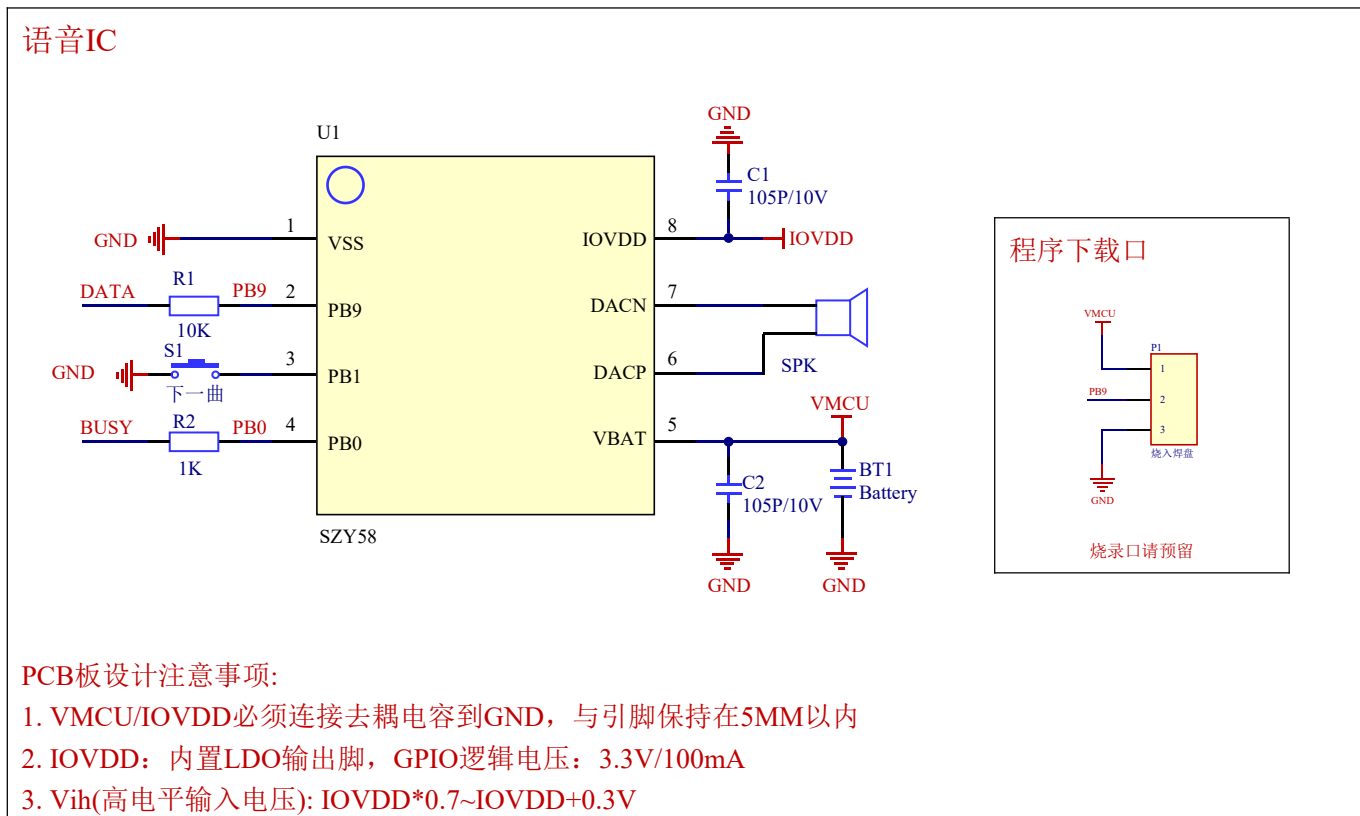 语音IC
GND
U1
C1
105P/10V
1
8
GND
VSS
IOVDD
IOVDD
DATA
R1
PB9
2
7
10K
PB9
DACN
GND
S1
3
6
下一曲
PB1
DACP
SPK
BUSY
R2
PB0
4
5
VMCU
1K
PB0
VBAT
C2
105P/10V
BT1
Battery
SZY58
GND
GND
程序下载口
VMCU
P1
1
PB9
2
3
烧入焊盘
GND
烧录口请预留
PCB板设计注意事项:
1. VMCU/IOVDD必须连接去耦电容到GND，与引脚保持在5MM以内
2. IOVDD：内置LDO输出脚，GPIO逻辑电压：3.3V/100mA
3. Vih(高电平输入电压): IOVDD*0.7~IOVDD+0.3V